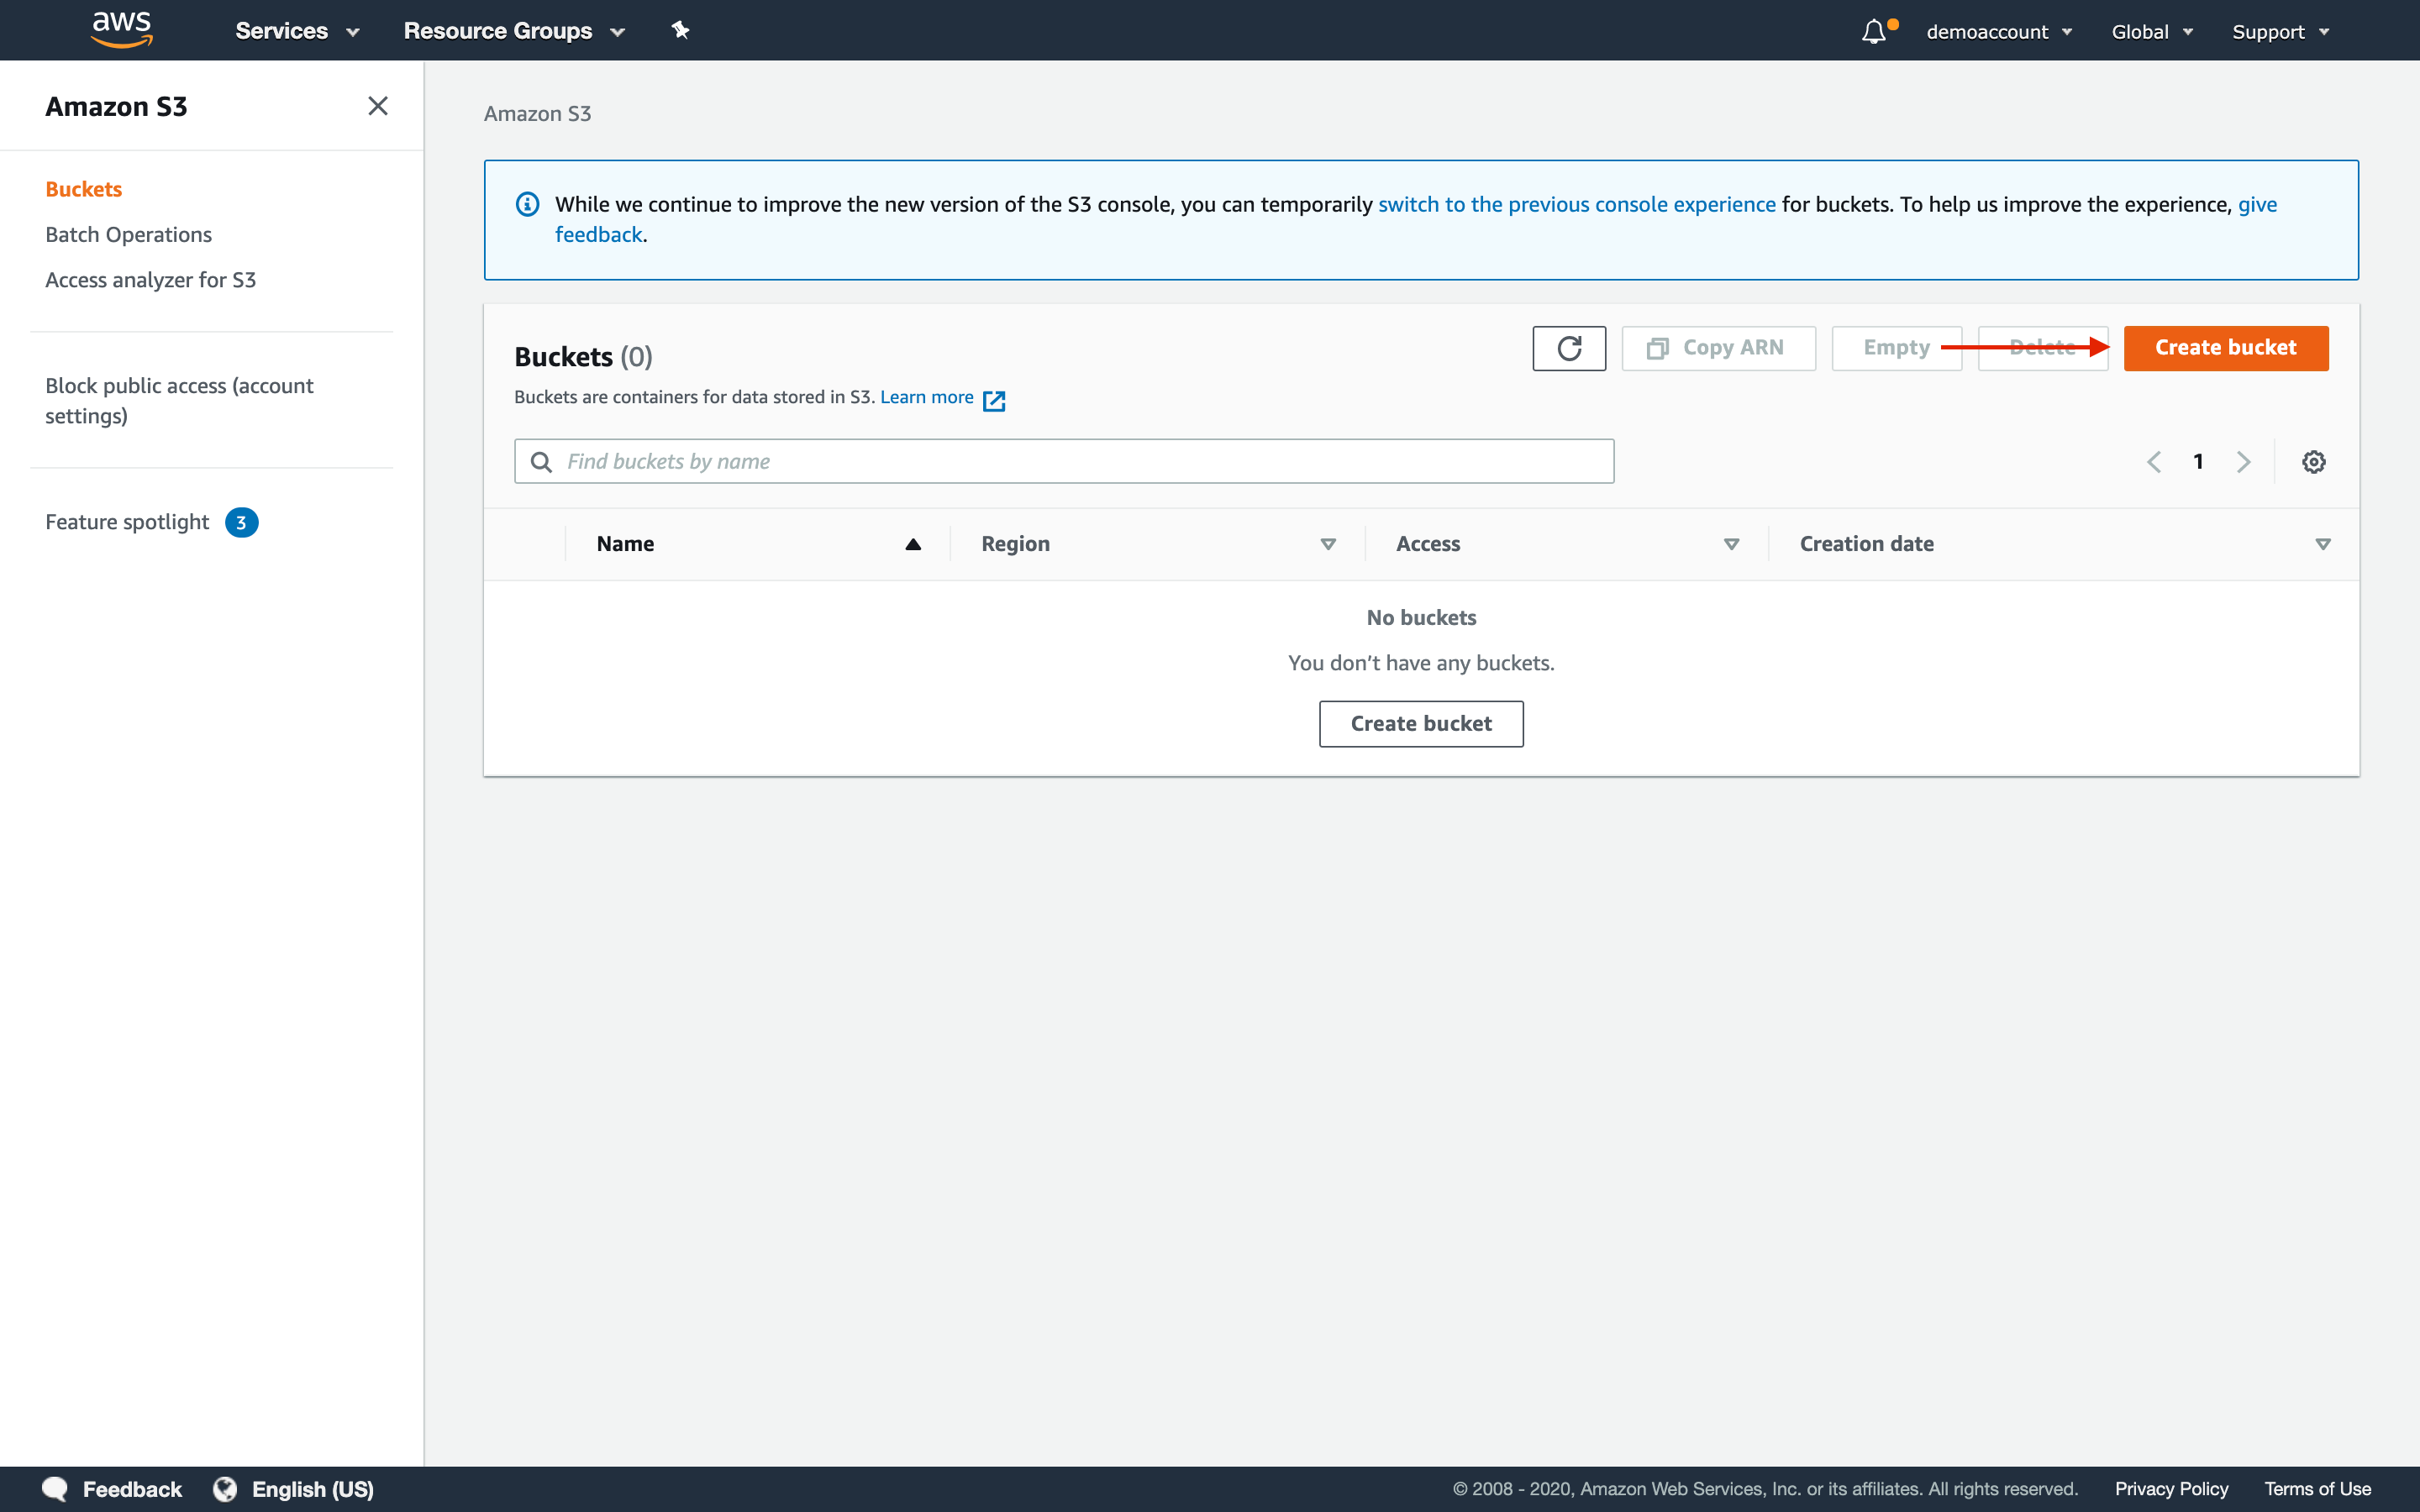 aws
Services
Resource Groups
demoaccount
Global
Support
Amazon S3
Buckets
Batch Operations
Access analyzer for S3
Block public access (account
settings)
Feature spotlight 3
Amazon S3
While we continue to improve the new version of the S3 console, you can temporarily switch to the previous console experience for buckets. To help us improve the experience, give
feedback.
Buckets (0)
Copy ARN
Empty
Delete
Create bucket
Buckets are containers for data stored in S3. Learn more
Find buckets by name
1
Name
Region
Access
Creation date
No buckets
You don’t have any buckets.
Create bucket
Feedback
English (US)
© 2008 - 2020, Amazon Web Services, Inc. or its affiliates. All rights reserved.
Privacy Policy
Terms of Use